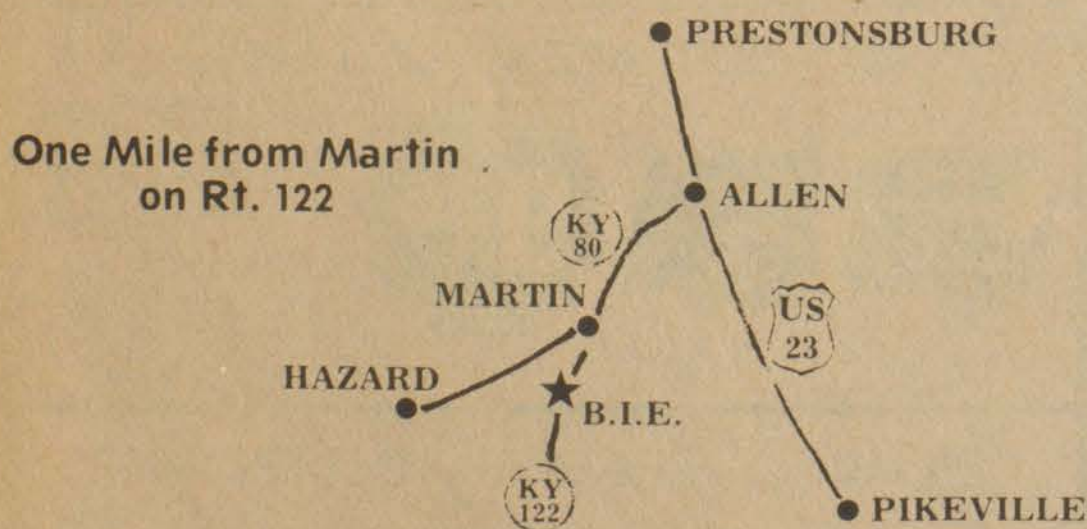 PRESTONSBURG
One Mile from Martin
on Rt. 122
ALLEN
KY
80
MARTIN
US
23
HAZARD
B.I.E.
KY
122
PIKEVILLE